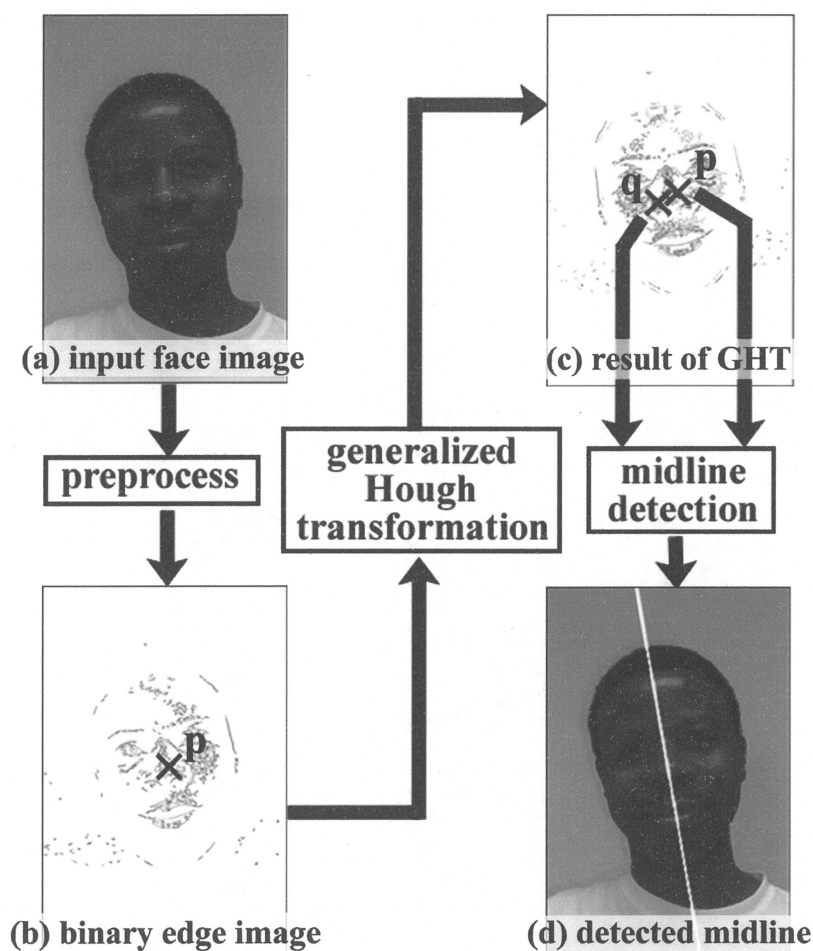 (a) input face image
preprocess
p
(b) binary edge image
generalized
Hough
transformation
q p
(c) result of GHT
midline
detection
(d) detected midline